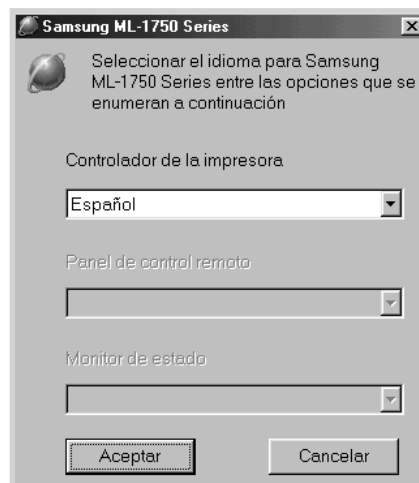 Samsung ML-1750 Series
Seleccionar el idioma para Samsung
ML-1750 Series entre las opciones que se
enumeran a continuación
Controlador de la impresora
Español
Panel de control remoto
Monitor de estado
Aceptar
Cancelar